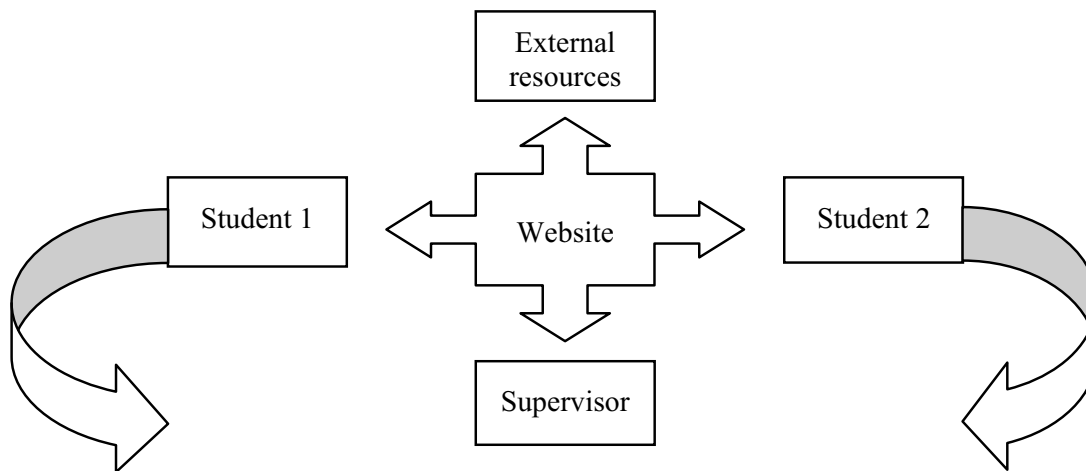 External
resources
Student 1
Website
Student 2
Supervisor